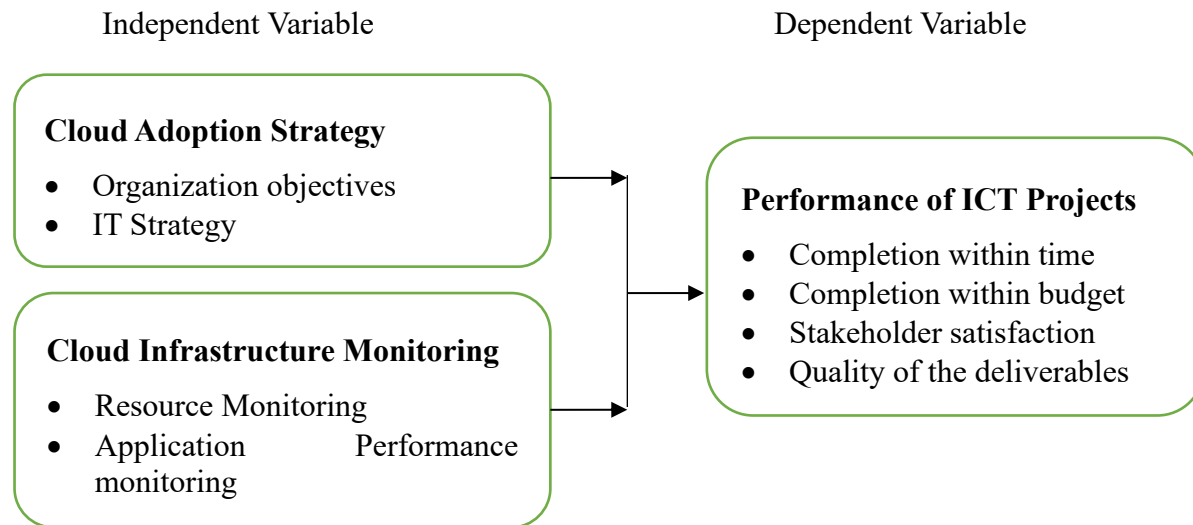 Independent Variable
Dependent Variable
Cloud Adoption Strategy
• Organization objectives
• IT Strategy
Cloud Infrastructure Monitoring
• Resource Monitoring
• Application Performance
monitoring
Performance of ICT Projects
• Completion within time
• Completion within budget
• Stakeholder satisfaction
• Quality of the deliverables